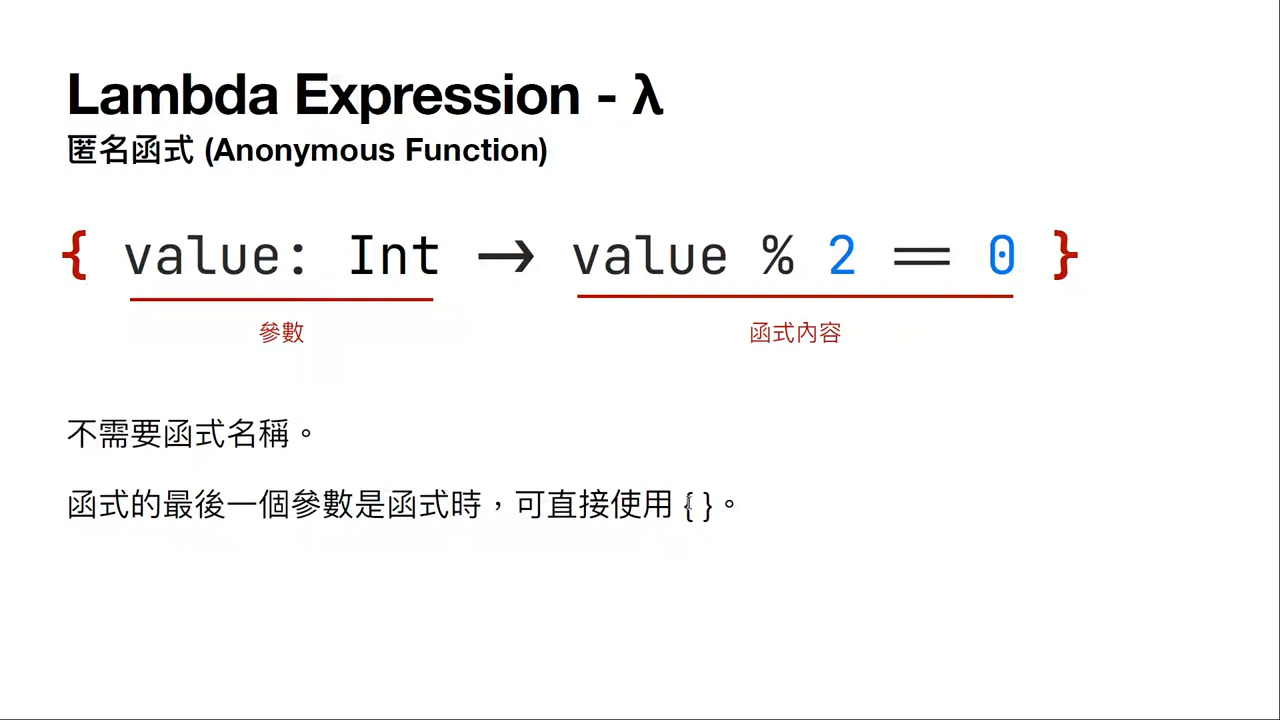 Lambda Expression - λ
匿名函式 (Anonymous Function)
{ value: Int → value % 2 == 0 }
參數 函式內容
不需要函式名稱。
函式的最後一個參數是函式時，可直接使用 { }。